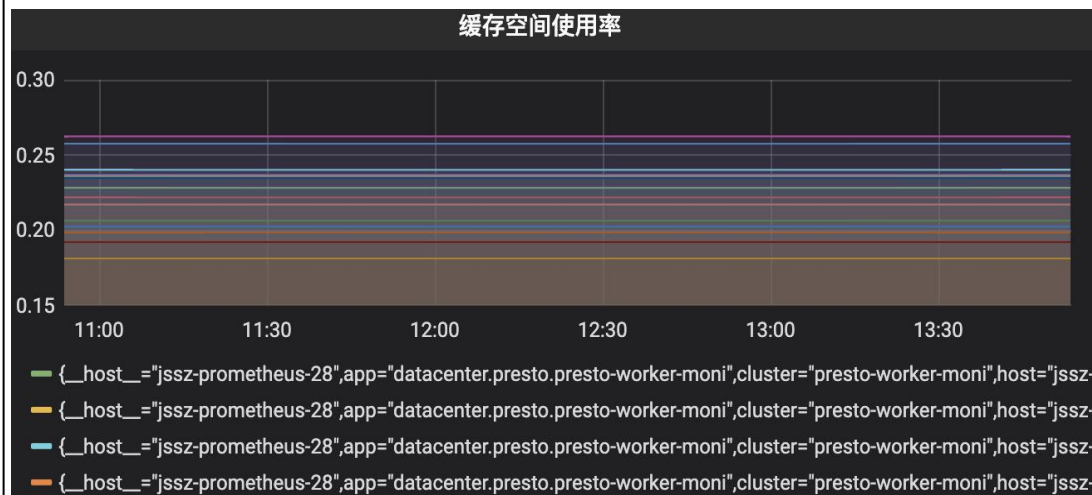 缓存空间使用率
0.30
0.25
0.20
0.15
11:00 11:30 12:00 12:30 13:00 13:30
{__host__="jssz-prometheus-28",app="datacenter.presto.presto-worker-moni",cluster="presto-worker-moni",host="jssz-
{__host__="jssz-prometheus-28",app="datacenter.presto.presto-worker-moni",cluster="presto-worker-moni",host="jssz-
{__host__="jssz-prometheus-28",app="datacenter.presto.presto-worker-moni",cluster="presto-worker-moni",host="jssz-
{__host__="jssz-prometheus-28",app="datacenter.presto.presto-worker-moni",cluster="presto-worker-moni",host="jssz-